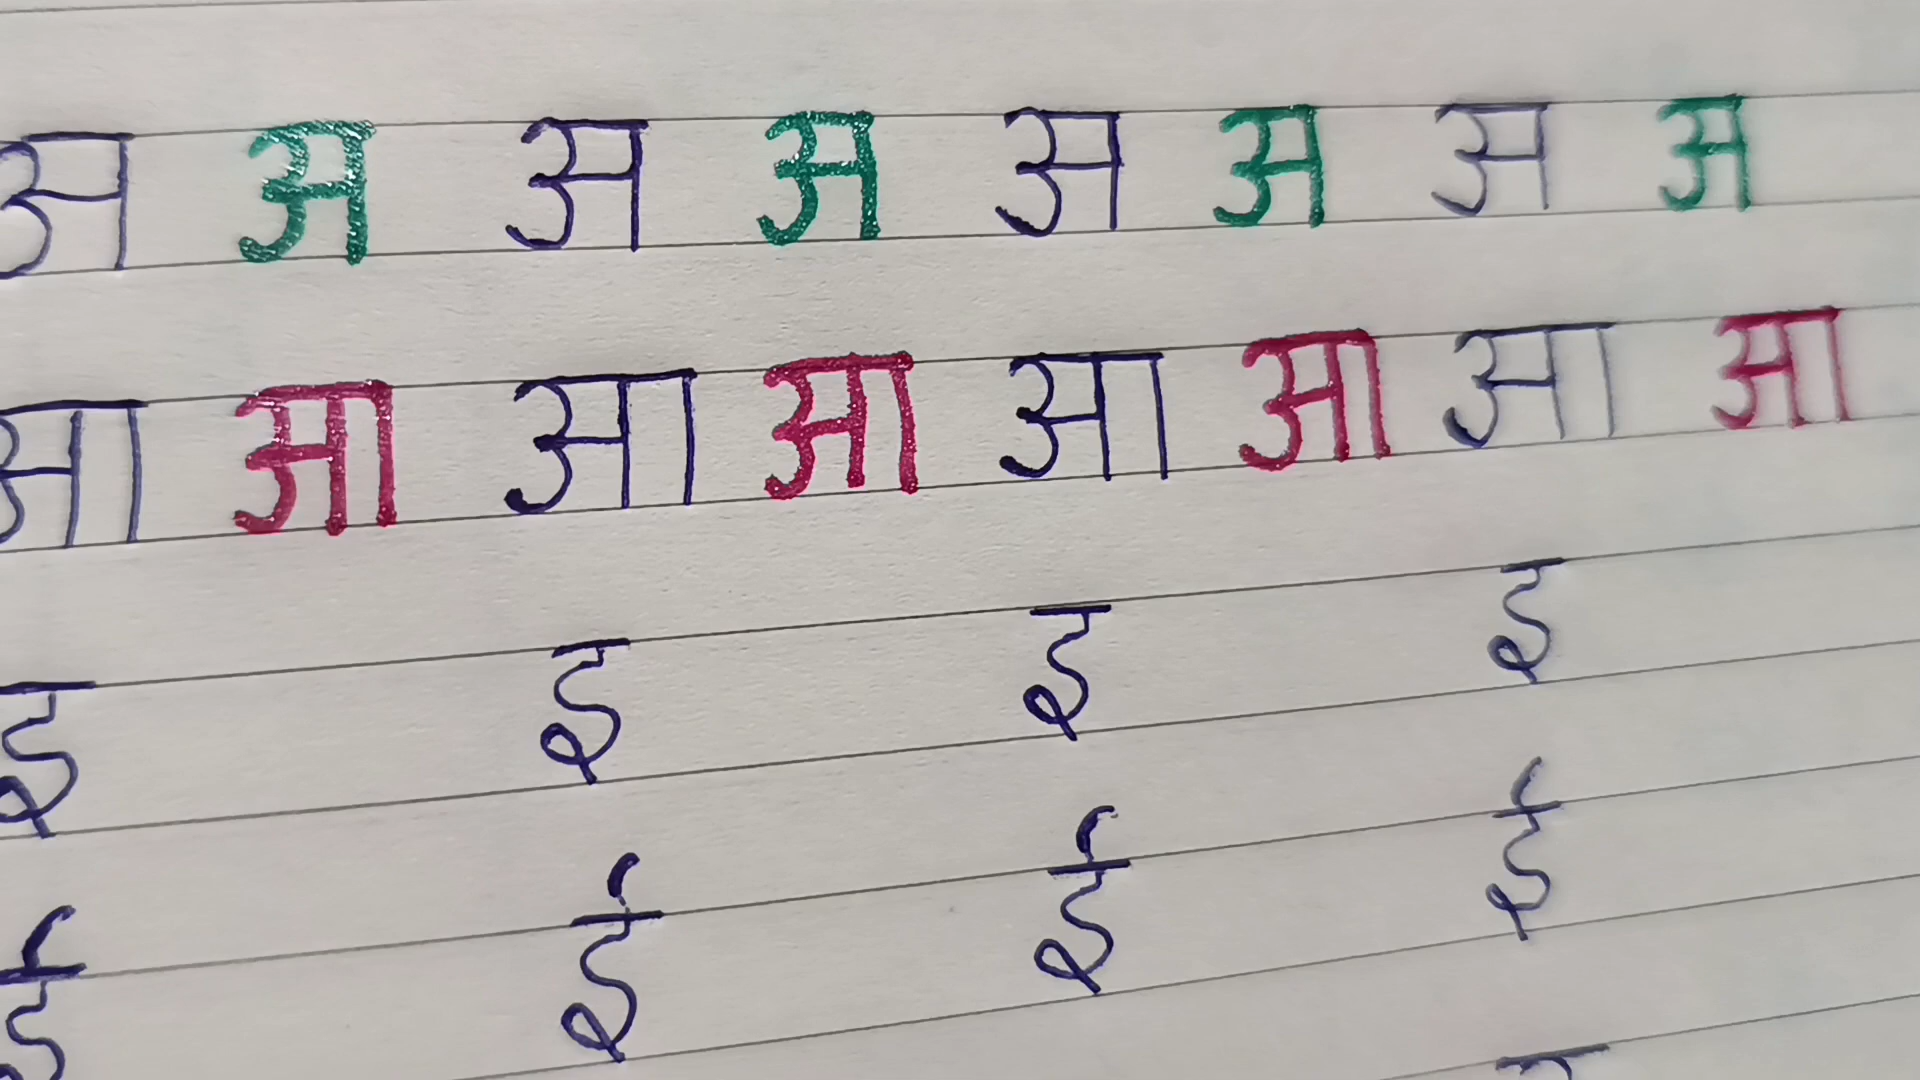 अ अ अ अ अ अ अ अ
आ आ आ आ आ आ आ आ
इ इ इ इ
ई ई ई ई